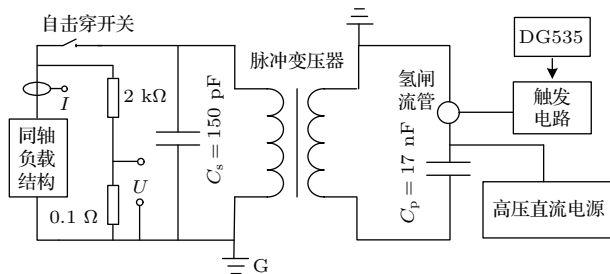 自击穿开关
DG535
脉冲变压器
氢闸
流管
触发
电路
I
2 kΩ
同轴
负载
结构
U
0.1 Ω
Cs = 150 pF
Cp = 17 nF
高压直流电源
G